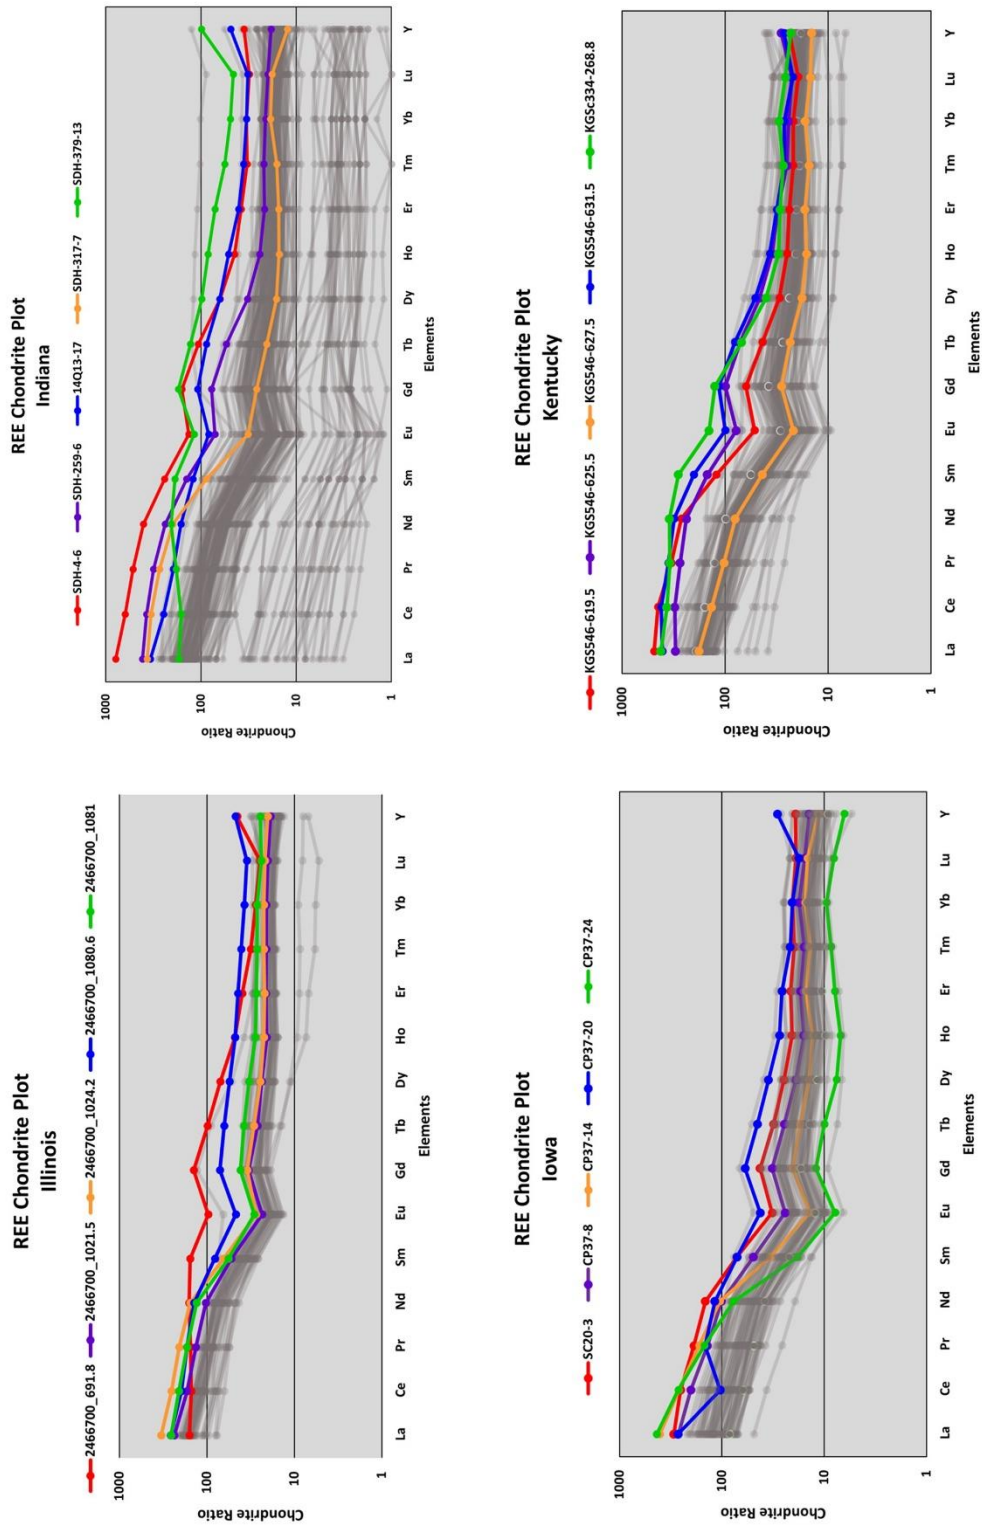 REE Chondrite Plot
Illinois
2466700_691.8 2466700_1021.5 2466700_1024.2 2466700_1080.6 2466700_1081
1000
100
10
1
Chondrite Ratio
La Ce Pr Nd Sm Eu Gd Tb Dy Ho Er Tm Yb Lu Y
Elements
REE Chondrite Plot
Indiana
SDH-4-6 SDH-259-6 14Q13-17 SDH-317-7 SDH-379-13
1000
100
10
1
Chondrite Ratio
La Ce Pr Nd Sm Eu Gd Tb Dy Ho Er Tm Yb Lu Y
Elements
REE Chondrite Plot
Iowa
SC20-3 CP37-8 CP37-14 CP37-20 CP37-24
1000
100
10
1
Chondrite Ratio
La Ce Pr Nd Sm Eu Gd Tb Dy Ho Er Tm Yb Lu Y
Elements
REE Chondrite Plot
Kentucky
KGS546-619.5 KGS546-625.5 KGS546-627.5 KGS546-631.5 KGSc334-268.8
1000
100
10
1
Chondrite Ratio
La Ce Pr Nd Sm Eu Gd Tb Dy Ho Er Tm Yb Lu Y
Elements